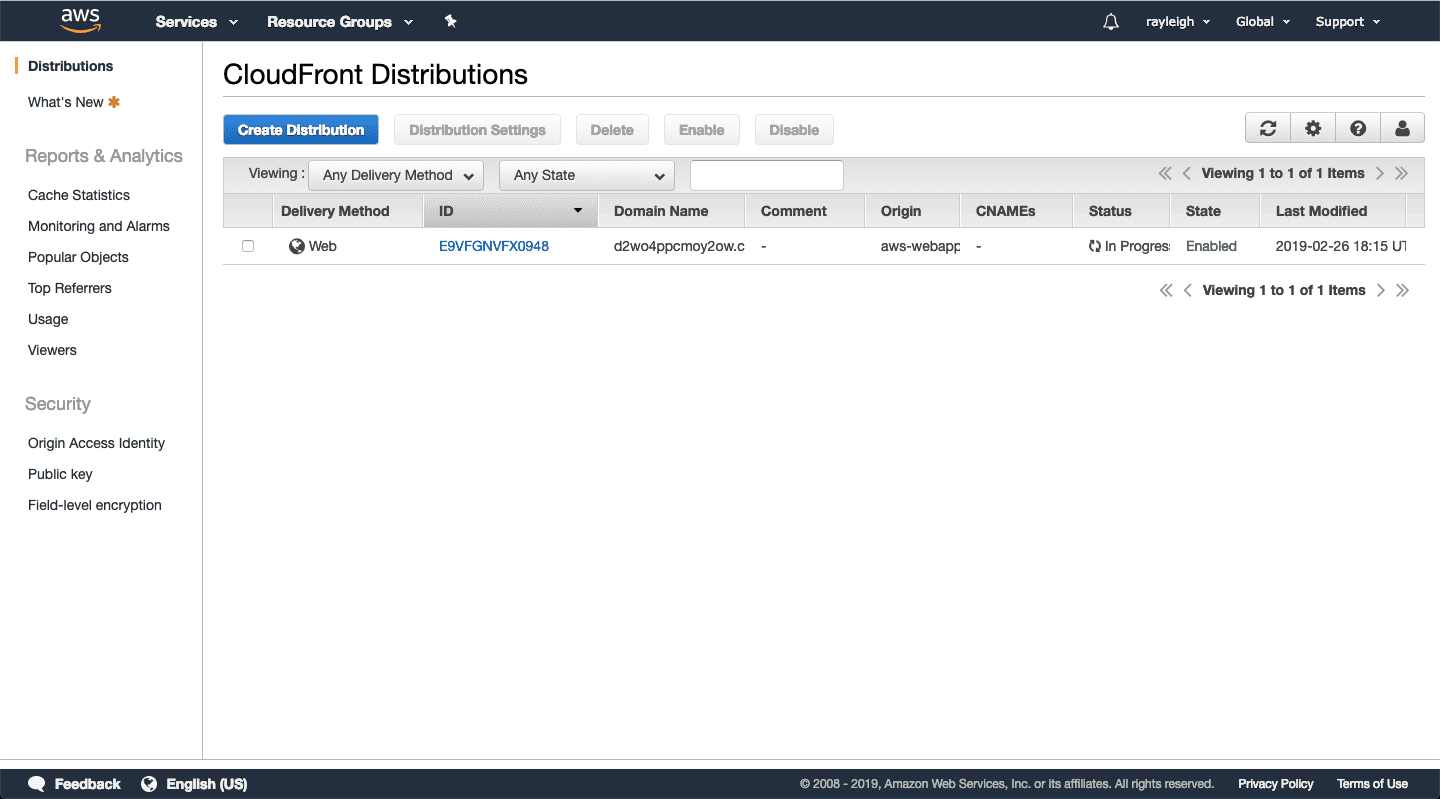 aws Services Resource Groups rayleigh Global Support
Distributions
What's New
Reports & Analytics
Cache Statistics
Monitoring and Alarms
Popular Objects
Top Referrers
Usage
Viewers
Security
Origin Access Identity
Public key
Field-level encryption
CloudFront Distributions
Create Distribution Distribution Settings Delete Enable Disable
Viewing : Any Delivery Method Any State Viewing 1 to 1 of 1 Items
Delivery Method ID Domain Name Comment Origin CNAMEs Status State Last Modified
Web E9VFGNVFX0948 d2wo4ppcmoy2ow.c - aws-webapp - In Progres Enabled 2019-02-26 18:15 UT
Viewing 1 to 1 of 1 Items
Feedback English (US) © 2008 - 2019, Amazon Web Services, Inc. or its affiliates. All rights reserved. Privacy Policy Terms of Use